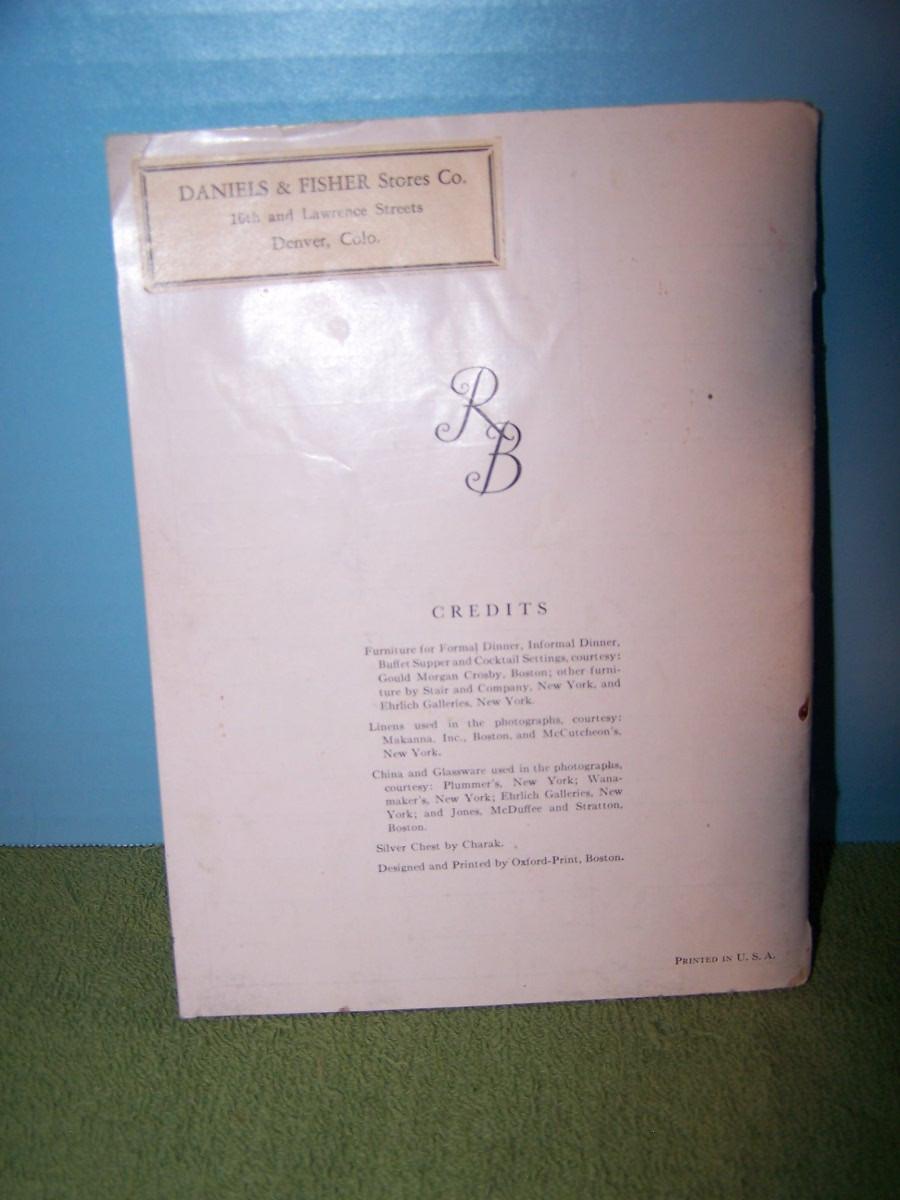 DANIELS & FISHER Stores Co.
16th and Lawrence Streets
Denver, Colo.
RB
CREDITS
Furniture for Formal Dinner, Informal Dinner,
Buffet Supper and Cocktail Settings, courtesy:
Gould Morgan Crosby, Boston; other furni-
ture by Stair and Company, New York, and
Ehrlich Galleries, New York.
Linens used in the photographs, courtesy:
Makanna, Inc., Boston, and McCutcheon's,
New York.
China and Glassware used in the photographs,
courtesy: Plummer's, New York; Wana-
maker's, New York; Ehrlich Galleries, New
York; and Jones, McDuffee and Stratton,
Boston.
Silver Chest by Charak.
Designed and Printed by Oxford-Print, Boston.
PRINTED IN U. S. A.